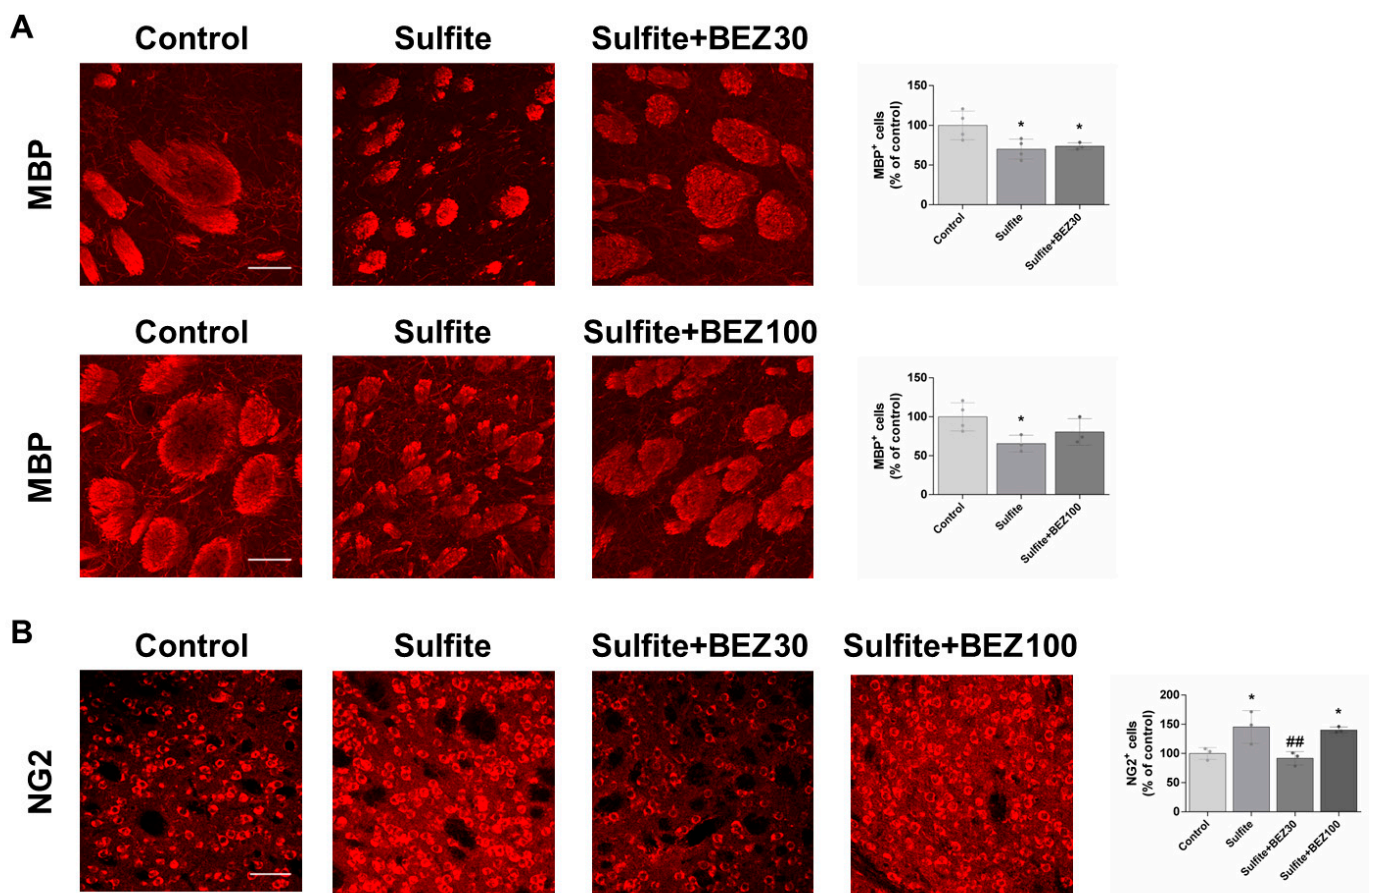 A
Control Sulfite Sulfite+BEZ30
MBP
MBP⁺ cells
(% of control)
150
100
50
0
*
*
Control
Sulfite
Sulfite+BEZ30
Control Sulfite Sulfite+BEZ100
MBP
MBP⁺ cells
(% of control)
150
100
50
0
*
Control
Sulfite
Sulfite+BEZ100
B
Control Sulfite Sulfite+BEZ30 Sulfite+BEZ100
NG2
NG2⁺ cells
(% of control)
200
150
100
50
0
*
##
*
Control
Sulfite
Sulfite+BEZ30
Sulfite+BEZ100